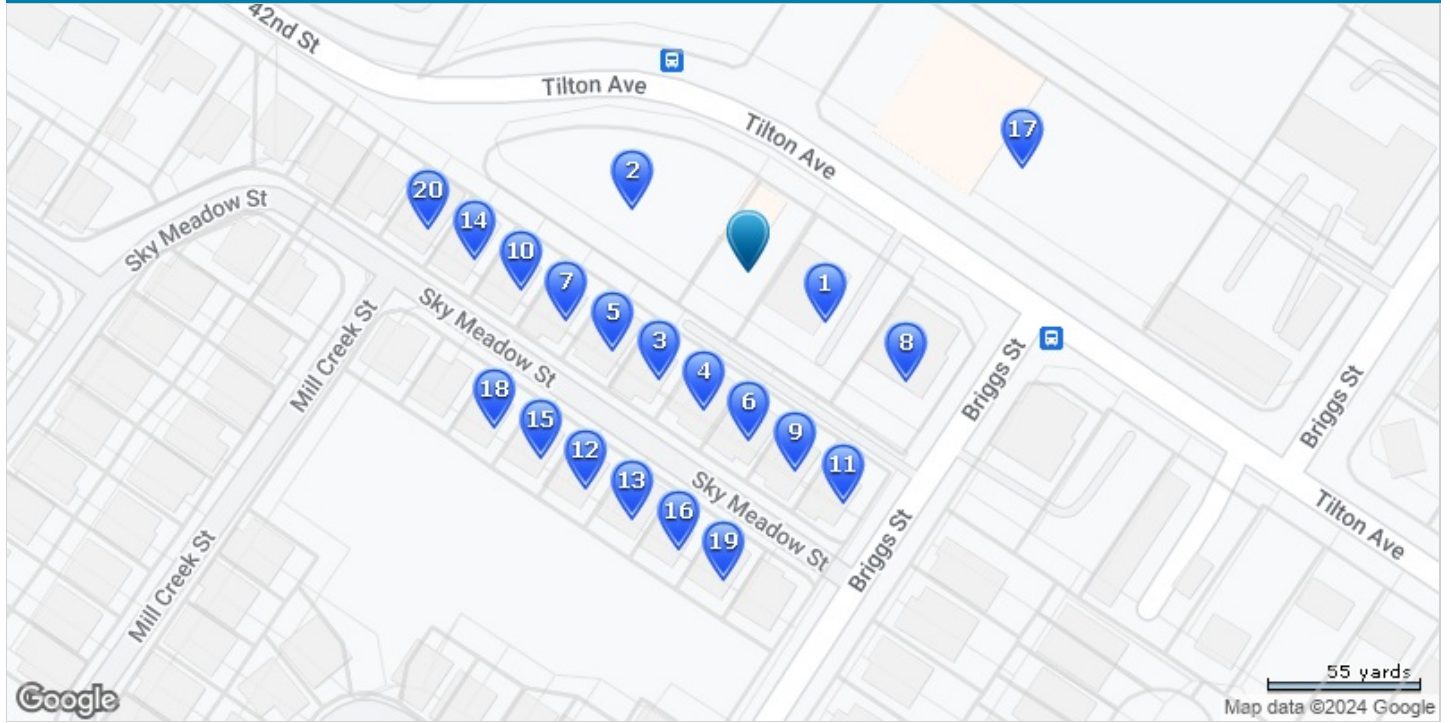 42nd St
Tilton Ave
Tilton Ave
17
2
20
Sky Meadow St
14
10
7
1
5
Sky Meadow St
3
8
Mill Creek St
4
Briggs St
18
6
Briggs St
15
9
12
11
13
Sky Meadow St
16
Tilton Ave
19
Briggs St
Mill Creek St
55 yards
Google
Map data ©2024 Google